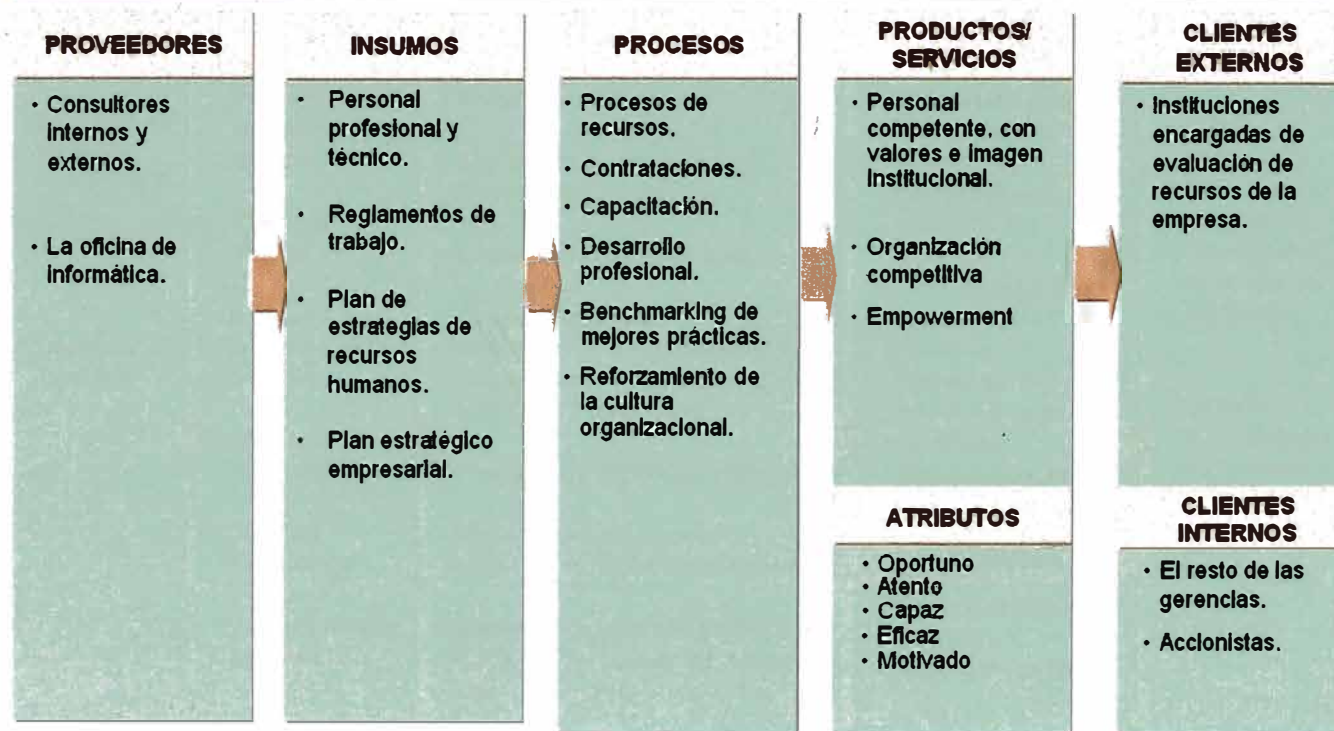 PROVEEDORES
• Consultores
internos y
externos.
• La oficina de
informática.
INSUMOS
• Personal
profesional y
técnico.
• Reglamentos de
trabajo.
• Plan de
estrategias de
recursos
humanos.
• Plan estratégico
empresarial.
PROCESOS
• Procesos de
recursos.
• Contrataciones.
• Capacitación.
• Desarrollo
profesional.
• Benchmarking de
mejores prácticas.
• Reforzamiento de
la cultura
organizacional.
PRODUCTOS/
SERVICIOS
• Personal
competente, con
valores e imagen
institucional.
• Organización
competitiva
• Empowerment
ATRIBUTOS
• Oportuno
• Atento
• Capaz
• Eficaz
• Motivado
CLIENTES
EXTERNOS
• Instituciones
encargadas de
evaluación de
recursos de la
empresa.
CLIENTES
INTERNOS
• El resto de las
gerencias.
• Accionistas.